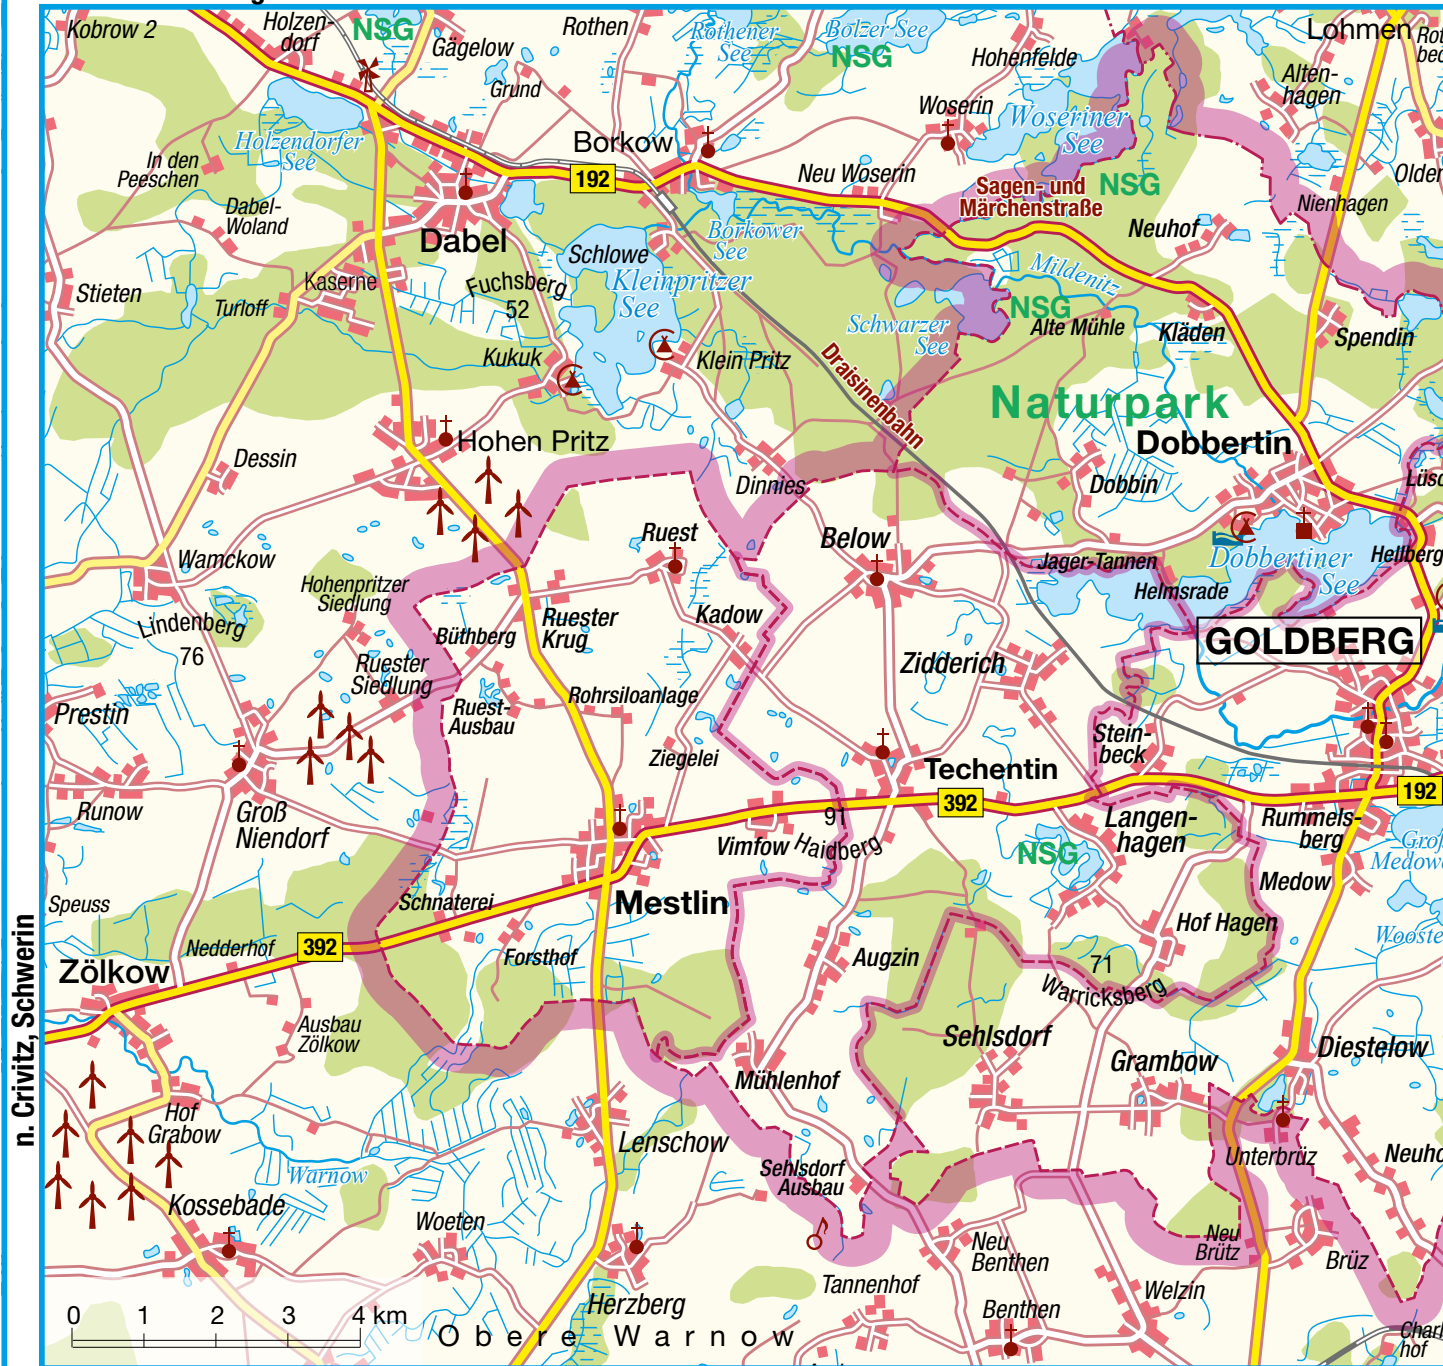 Kobrow 2
Holzen-
dorf
NSG
Gägelow
Rothen
Rothener
See
Bolzer See
NSG
Hohenfelde
Lohmen
Grund
Woserin
Woseriner
See
Alten-
hagen
Holzendorfer
See
Borkow
In den
Peeschen
192
Neu Woserin
Sagen- und
Märchenstraße
NSG
Nienhagen
Dabel-
Woland
Dabel
Borkower
See
Neuhof
Schlowe
Kleinpritzer
See
Mildenitz
Stieten
Kaserne
Turloff
Fuchsberg
52
NSG
Alte Mühle
Schwarzer
See
Kläden
Spendin
Kukuk
Klein Pritz
Draisinenbahn
Naturpark
Dobbertin
Hohen Pritz
Dessin
Dinnies
Dobbin
Ruest
Below
Wamckow
Jager-Tannen
Dobbertiner
See
Hellberg
Hohenpritzer
Siedlung
Helmsrade
Lindenberg
76
Büthberg
Ruester
Krug
Kadow
GOLDBERG
Ruester
Siedlung
Zidderich
Prestin
Ruest-
Ausbau
Rohrsiloanlage
Stein-
beck
Ziegelei
Techentin
Runow
Groß
Niendorf
392
192
91
Haidberg
Vimfow
Langen-
hagen
Rummels-
berg
NSG
Medow
Speuss
Schnaterei
Mestlin
Hof Hagen
n. Crivitz, Schwerin
Nedderhof
392
Forsthof
Augzin
71
Warricksberg
Zölkow
Ausbau
Zölkow
Sehlsdorf
Diestelow
Mühlenhof
Grambow
Hof
Grabow
Lenschow
Unterbrüz
Warnow
Sehlsdorf
Ausbau
Kossebade
Woeten
Neu
Benthen
Neu
Brütz
Brüz
Tannenhof
Welzin
Herzberg
Benthen
0 1 2 3 4 km
Obere Warnow